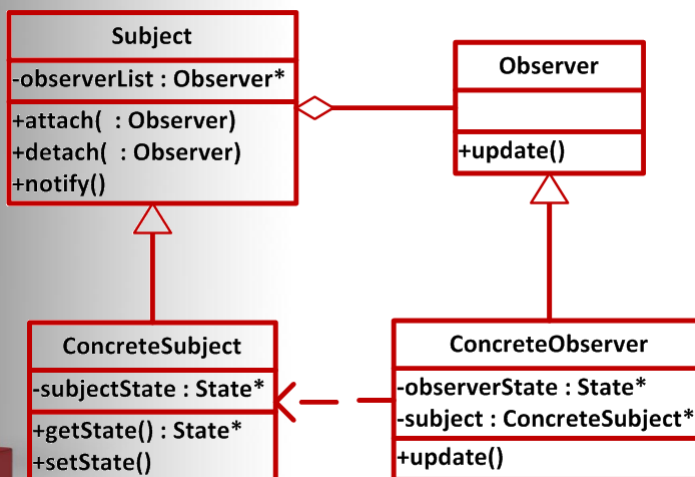 Subject
-observerList : Observer*
+attach(  : Observer)
+detach(  : Observer)
+notify()
Observer
+update()
ConcreteSubject
-subjectState : State*
+getState() : State*
+setState()
ConcreteObserver
-observerState : State*
-subject : ConcreteSubject*
+update()